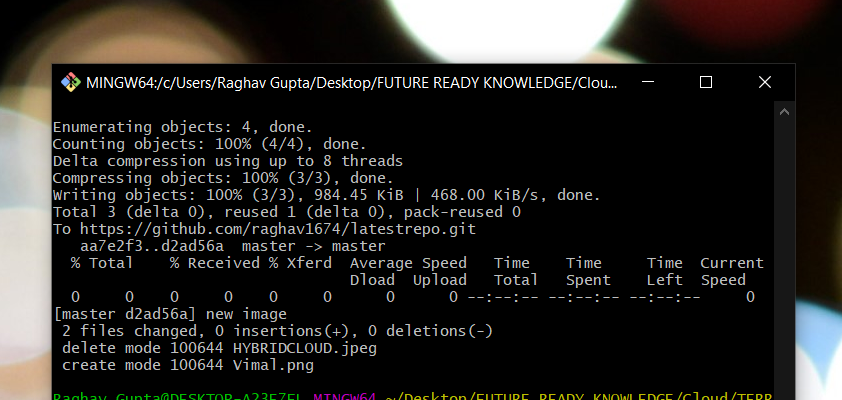 MINGW64:/c/Users/Raghav Gupta/Desktop/FUTURE READY KNOWLEDGE/Clou...
Enumerating objects: 4, done.
Counting objects: 100% (4/4), done.
Delta compression using up to 8 threads
Compressing objects: 100% (3/3), done.
Writing objects: 100% (3/3), 984.45 KiB | 468.00 KiB/s, done.
Total 3 (delta 0), reused 1 (delta 0), pack-reused 0
To https://github.com/raghav1674/latestrepo.git
   aa7e2f3..d2ad56a  master -> master
  % Total    % Received % Xferd  Average Speed   Time    Time     Time  Current
                                 Dload  Upload   Total   Spent    Left  Speed
  0     0    0     0    0     0      0      0 --:--:-- --:--:-- --:--:--     0
[master d2ad56a] new image
 2 files changed, 0 insertions(+), 0 deletions(-)
 delete mode 100644 HYBRIDCLOUD.jpeg
 create mode 100644 Vimal.png
Raghav Gupta@DESKTOP-A23E7EL MINGW64 ~/Desktop/FUTURE READY KNOWLEDGE/Cloud/TERR